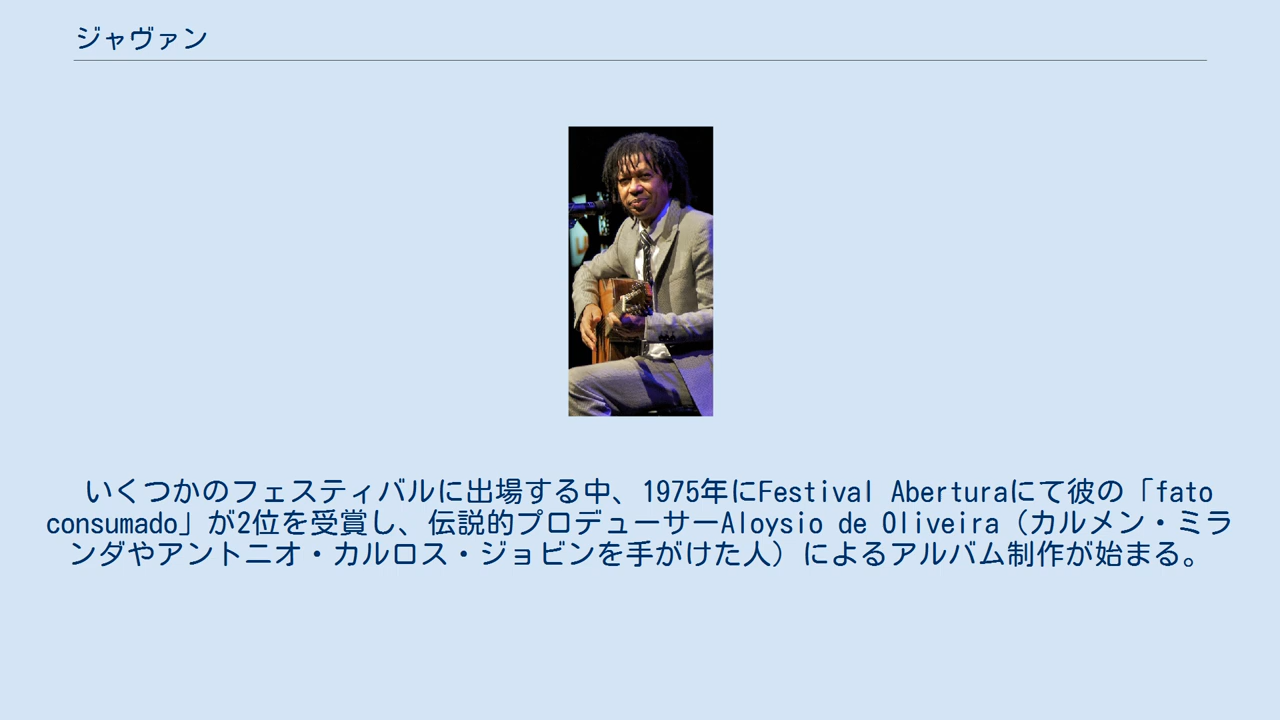 ジャヴァン
いくつかのフェスティバルに出場する中、1975年にFestival Aberturaにて彼の「fato
consumado」が2位を受賞し、伝説的プロデューサーAloysio de Oliveira（カルメン・ミラ
ンダやアントニオ・カルロス・ジョビンを手がけた人）によるアルバム制作が始まる。